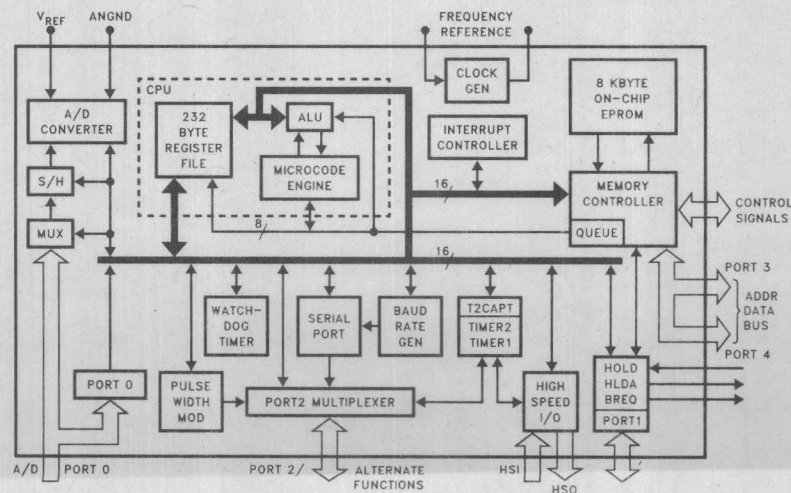 VREF
ANGND
FREQUENCY
REFERENCE
CLOCK
GEN
8 KBYTE
ON-CHIP
EPROM
CPU
A/D
CONVERTER
232
BYTE
REGISTER
FILE
ALU
INTERRUPT
CONTROLLER
MICROCODE
ENGINE
S/H
16
MEMORY
CONTROLLER
CONTROL
SIGNALS
MUX
8
QUEUE
16
PORT 3
ADDR
DATA
BUS
PORT 4
WATCH-
DOG
TIMER
SERIAL
PORT
BAUD
RATE
GEN
T2CAPT
TIMER2
TIMER1
PORT 0
PULSE
WIDTH
MOD
PORT2 MULTIPLEXER
HIGH
SPEED
I/O
HOLD
HLDA
BREQ
PORT1
A/D
PORT 0
PORT 2/
ALTERNATE
FUNCTIONS
HSI
HSO